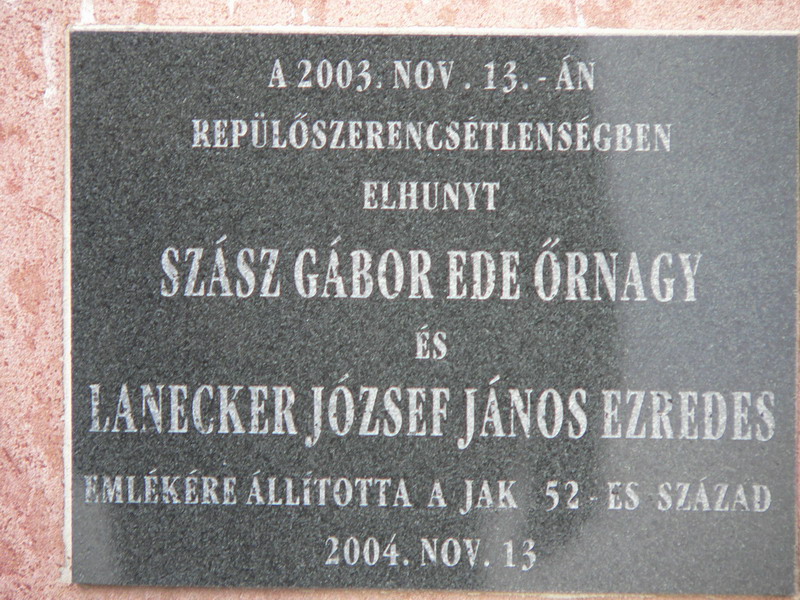 A 2003. NOV. 13.-ÁN
REPÜLŐSZERENCSÉTLENSÉGBEN
ELHUNYT
SZÁSZ GÁBOR EDE ŐRNAGY
ÉS
LANECKER JÓZSEF JÁNOS EZREDES
EMLÉKÉRE ÁLLÍTOTTA A JAK 52-ES SZÁZAD
2004. NOV. 13